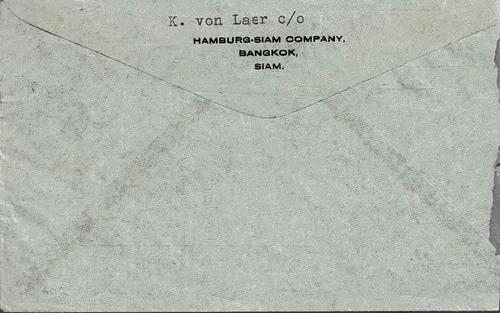 K. von Laer c/o
HAMBURG-SIAM COMPANY,
BANGKOK,
SIAM.